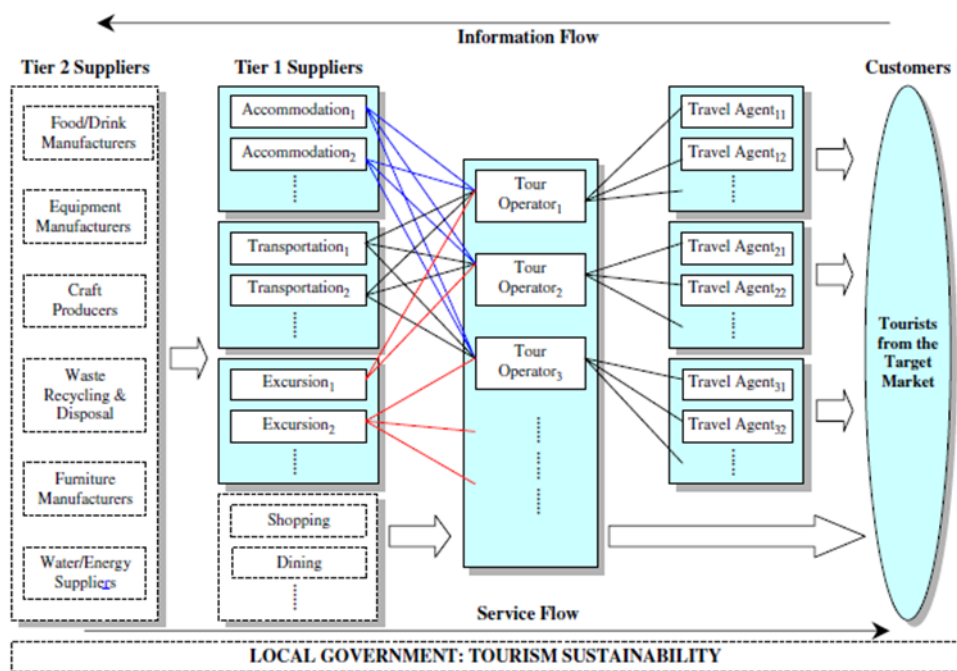 Information Flow
Tier 2 Suppliers
Tier 1 Suppliers
Customers
Food/Drink
Manufacturers
Equipment
Manufacturers
Craft
Producers
Waste
Recycling &
Disposal
Furniture
Manufacturers
Water/Energy
Suppliers
Accommodation1
Accommodation2
Transportation1
Transportation2
Excursion1
Excursion2
Shopping
Dining
Tour
Operator1
Tour
Operator2
Tour
Operator3
Travel Agent11
Travel Agent12
Travel Agent21
Travel Agent22
Travel Agent31
Travel Agent32
Tourists
from the
Target
Market
Service Flow
LOCAL GOVERNMENT: TOURISM SUSTAINABILITY